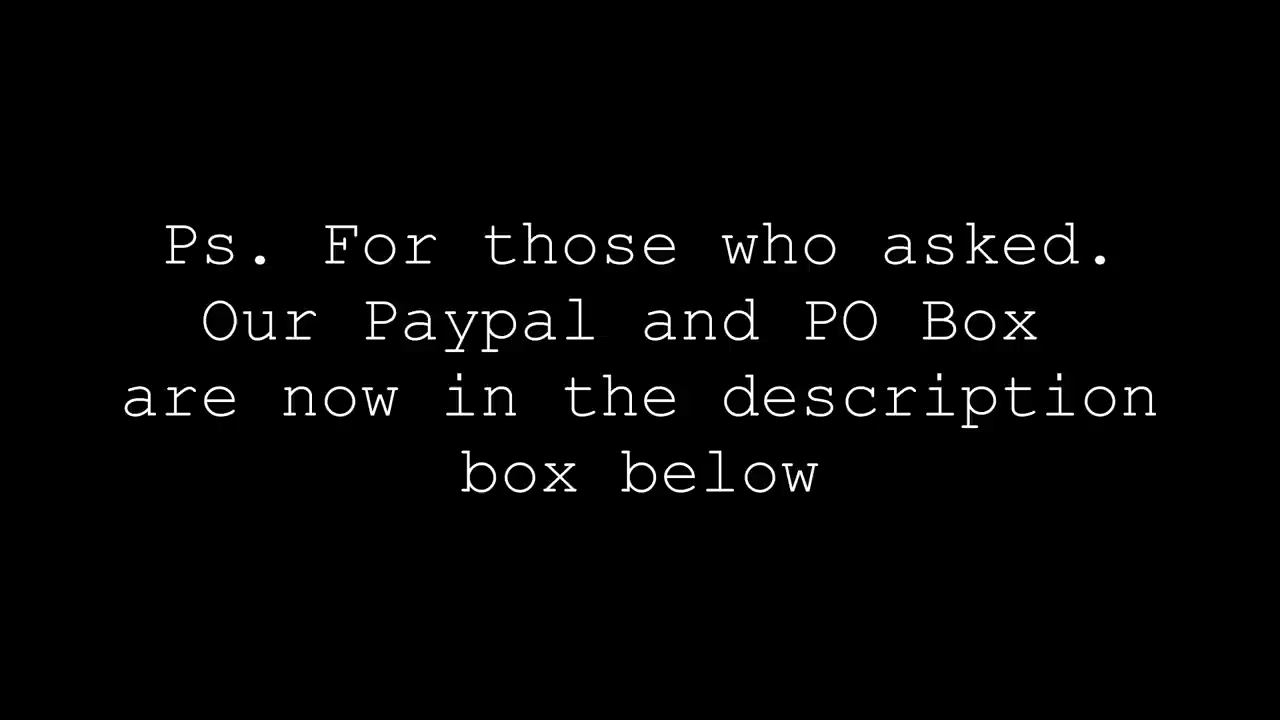 Ps. For those who asked.
Our Paypal and PO Box
are now in the description
box below